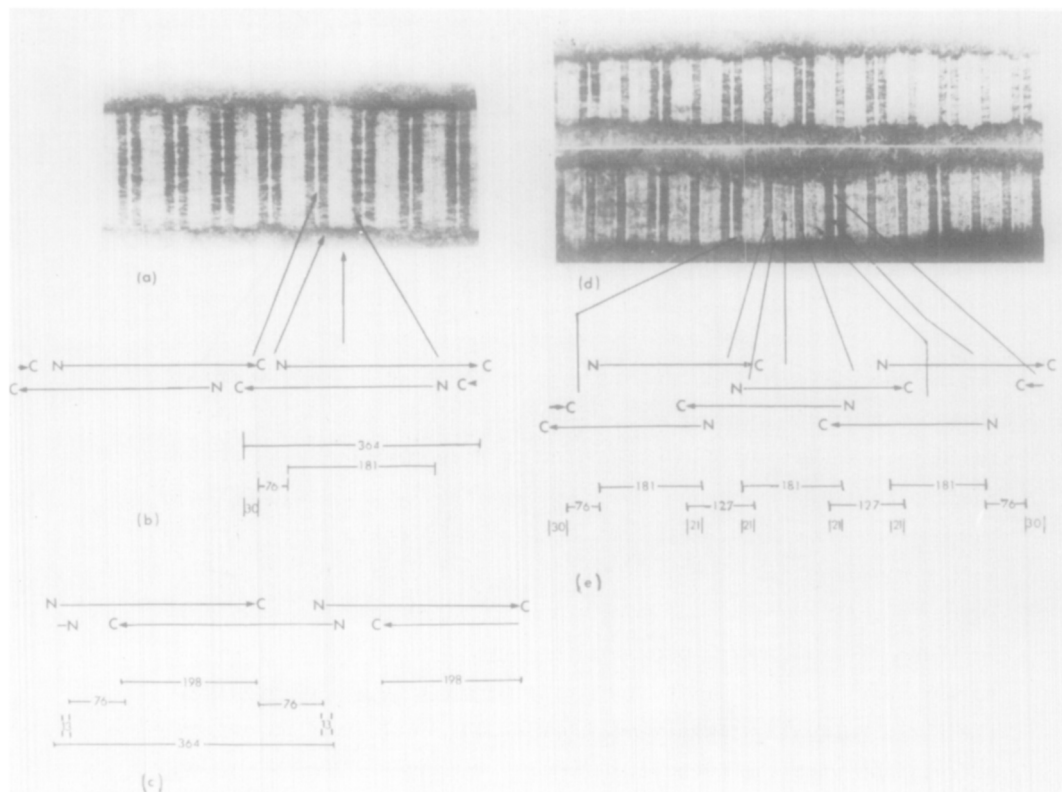 (a)
(d)
C N C N C
C N C N C
364
181
76
30
(b)
N C N C
N C N C
198 198
76 76
364
(c)
N C N C
N C C
C N
C N C N
181 181 181
76 127 127 76
30 21 21 21 21 30
(e)